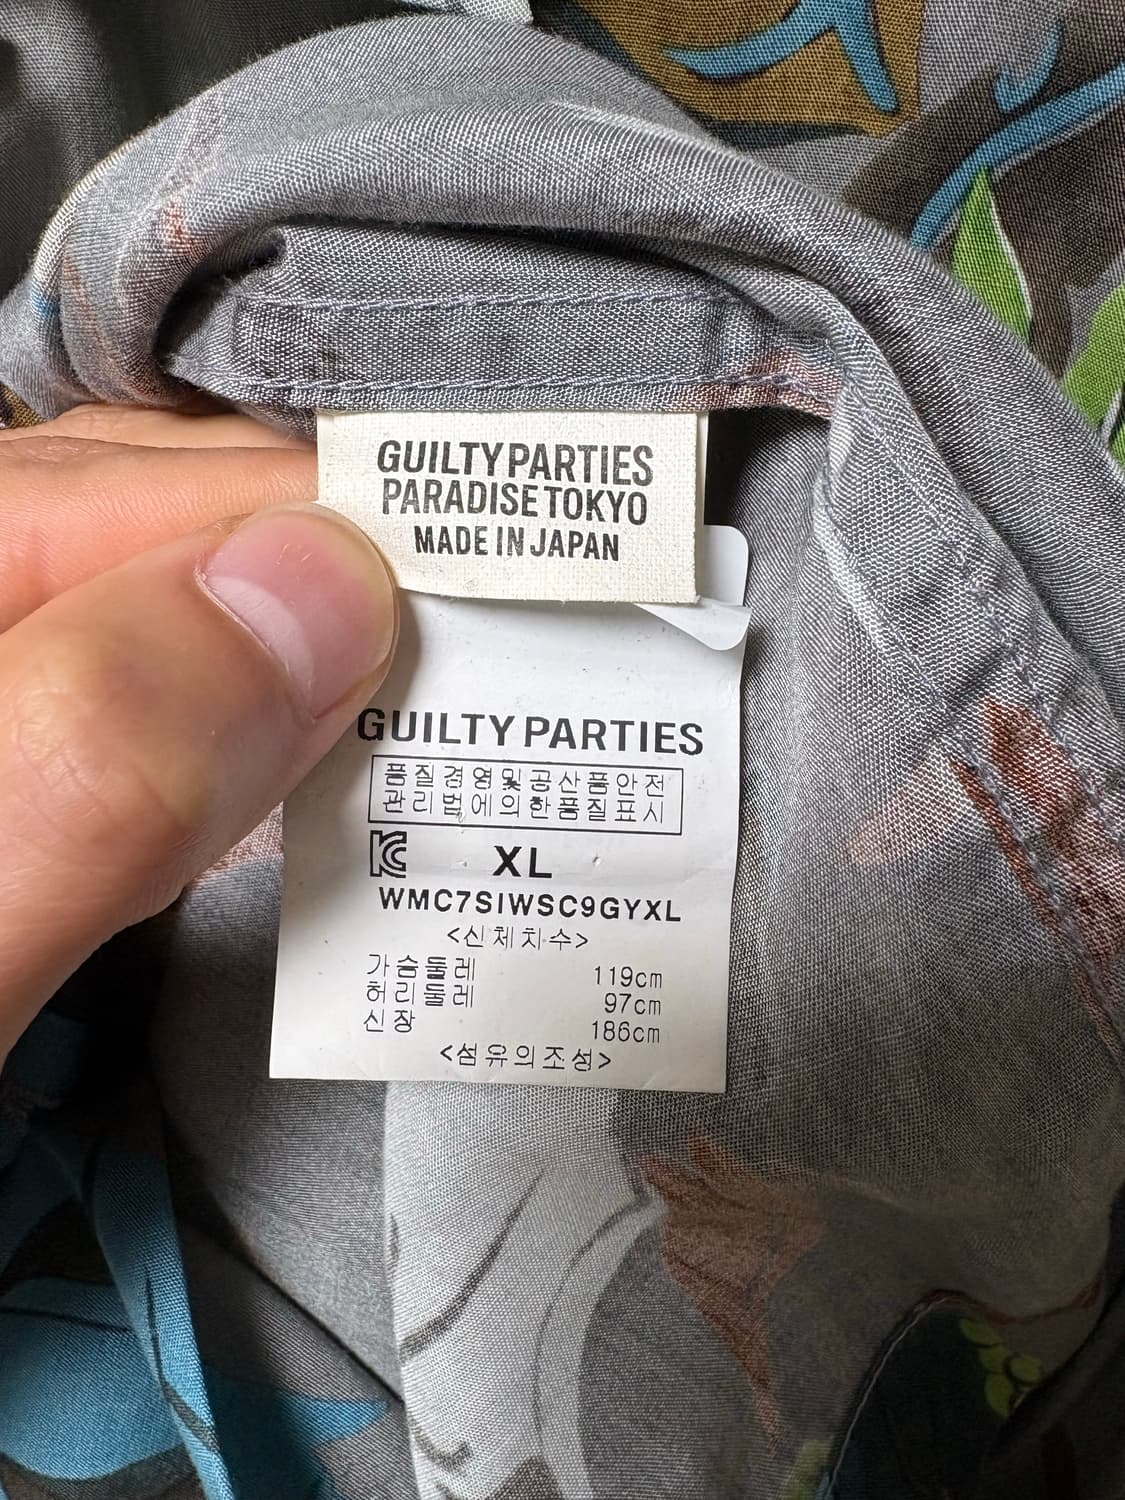 GUILTY PARTIES
PARADISE TOKYO
MADE IN JAPAN
GUILTY PARTIES
품질경영및공산품안전
관리법에의한품질표시
XL
WMC7SIWSC9GYXL
<신체치수>
가슴둘레 119cm
허리둘레 97cm
신장 186cm
<섬유의조성>